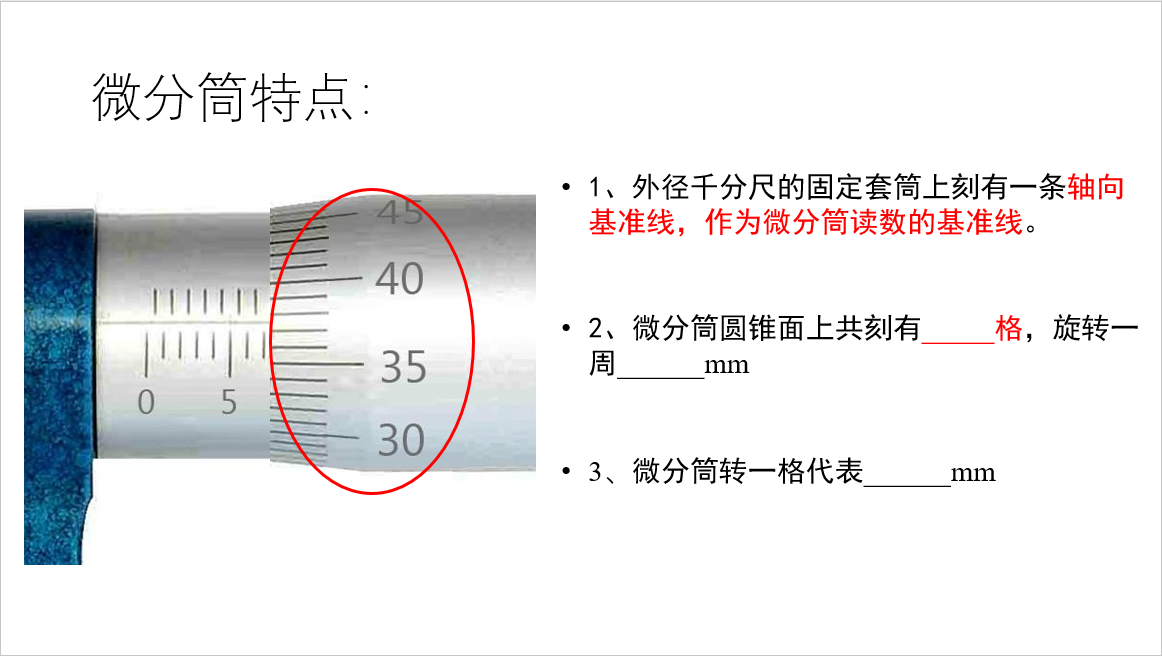 微分筒特点：
1、外径千分尺的固定套筒上刻有一条轴向
基准线，作为微分筒读数的基准线。
2、微分筒圆锥面上共刻有_____格，旋转一
周______mm
3、微分筒转一格代表______mm
45
40
35
30
0 5